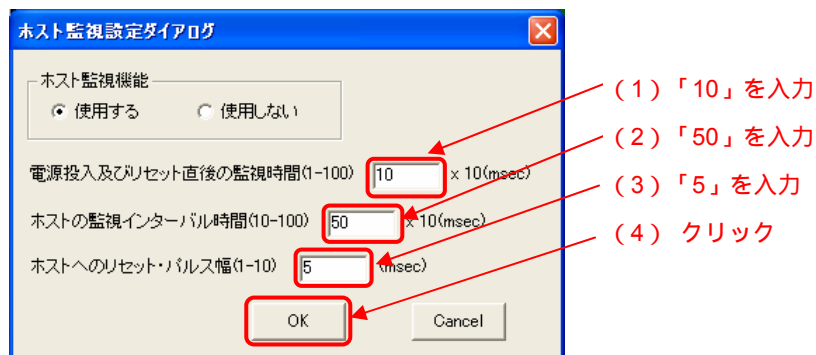 ホスト監視設定ダイアログ
ホスト監視機能
使用する 使用しない
電源投入及びリセット直後の監視時間(1-100) 10 x 10(msec)
ホストの監視インターバル時間(10-100) 50 x 10(msec)
ホストへのリセット・パルス幅(1-10) 5 (msec)
OK Cancel
（1）「10」を入力
（2）「50」を入力
（3）「5」を入力
（4） クリック